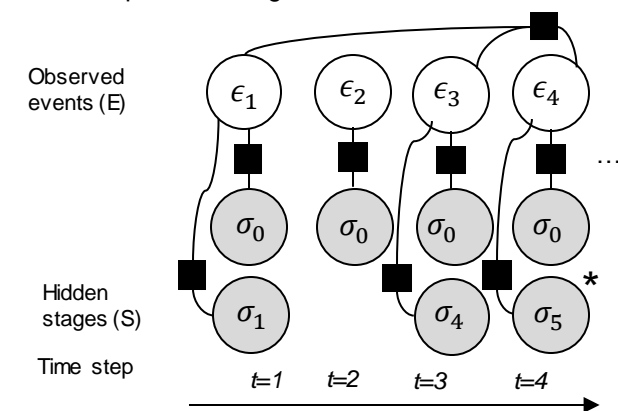 Observed
events (E)
ϵ₁ ϵ₂ ϵ₃ ϵ₄
...
σ₀ σ₀ σ₀ σ₀
Hidden
stages (S)
σ₁ σ₄ σ₅ *
Time step
t=1 t=2 t=3 t=4